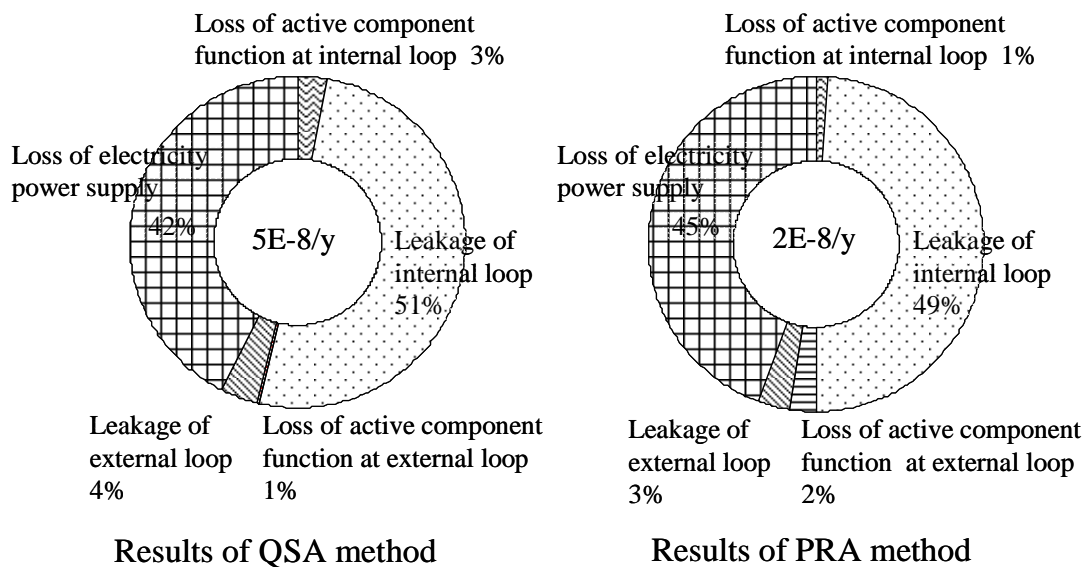 Loss of active component
function at internal loop 3%
Loss of electricity
power supply
42%
5E-8/y
Leakage of
internal loop
51%
Leakage of
external loop
4%
Loss of active component
function at external loop
1%
Results of QSA method
Loss of active component
function at internal loop 1%
Loss of electricity
power supply
45%
2E-8/y
Leakage of
internal loop
49%
Leakage of
external loop
3%
Loss of active component
function at external loop
2%
Results of PRA method